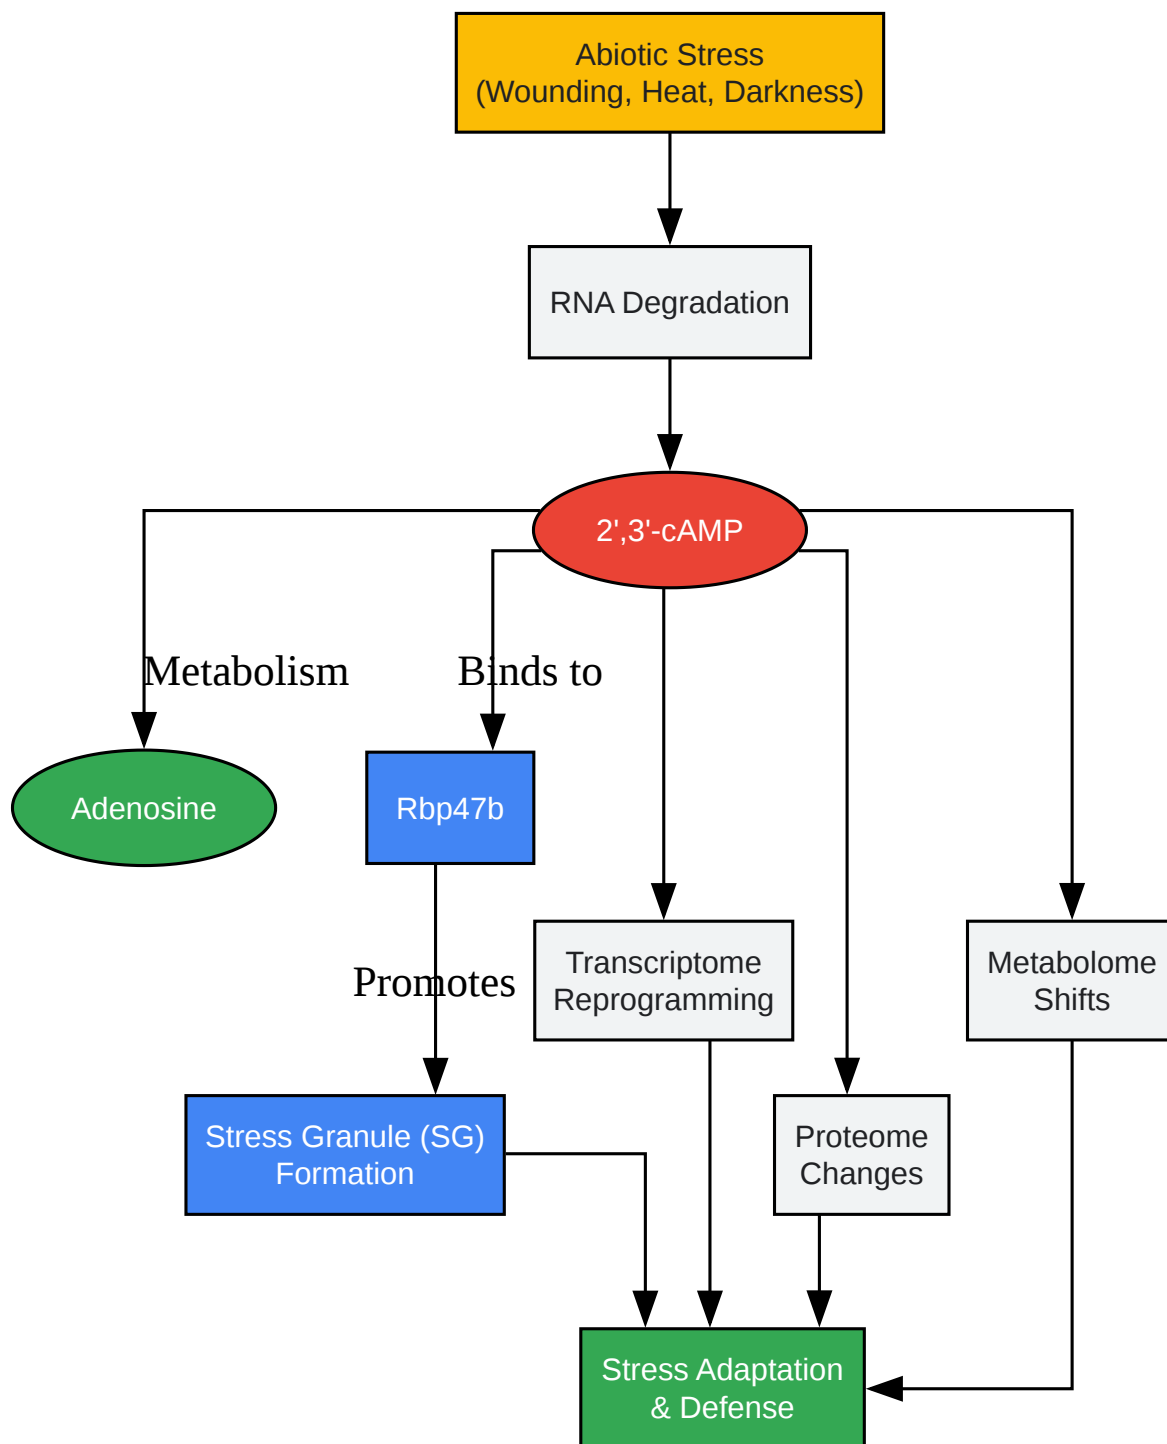 Abiotic Stress
(Wounding, Heat, Darkness)
RNA Degradation
2',3'-cAMP
Metabolism
Binds to
Adenosine
Rbp47b
Transcriptome
Reprogramming
Metabolome
Shifts
Promotes
Stress Granule (SG)
Formation
Proteome
Changes
Stress Adaptation
& Defense